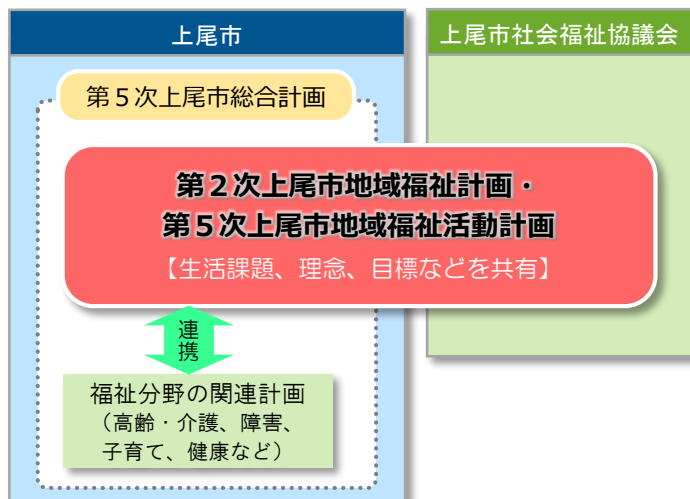 上尾市
上尾市社会福祉協議会
第５次上尾市総合計画
第２次上尾市地域福祉計画・
第５次上尾市地域福祉活動計画
【生活課題、理念、目標などを共有】
連携
福祉分野の関連計画
（高齢・介護、障害、
子育て、健康など）